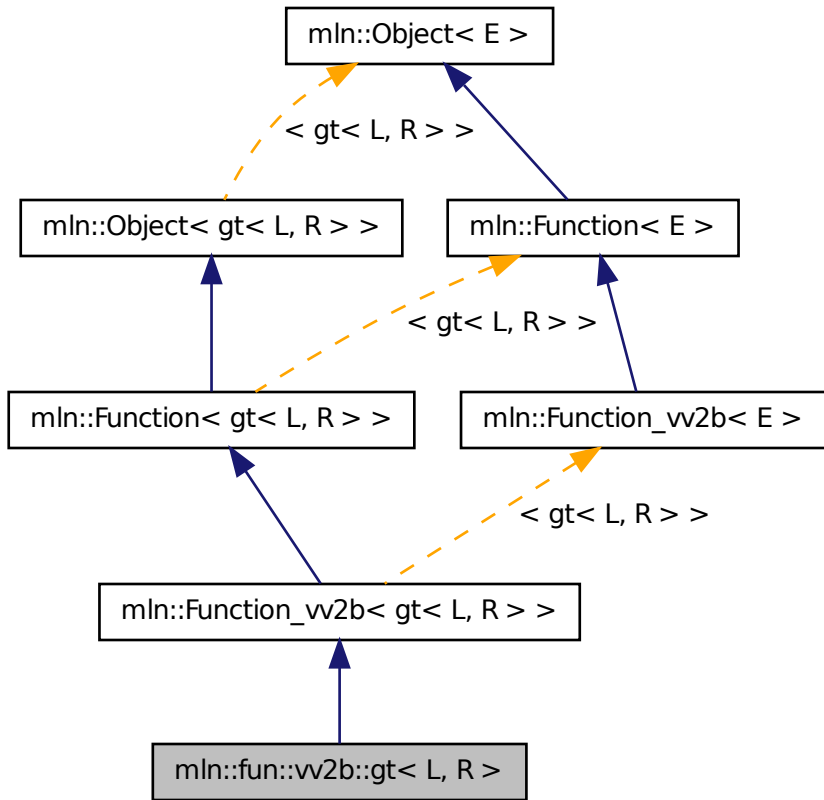 mln::Object< E >
< gt< L, R > >
mln::Object< gt< L, R > >
mln::Function< E >
< gt< L, R > >
mln::Function< gt< L, R > >
mln::Function_vv2b< E >
< gt< L, R > >
mln::Function_vv2b< gt< L, R > >
mln::fun::vv2b::gt< L, R >